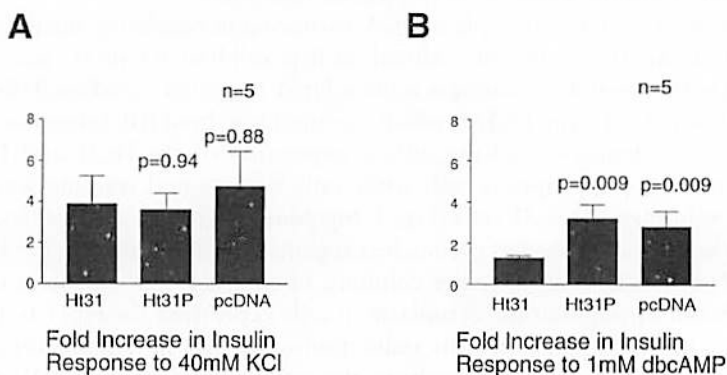 A
n=5
8
p=0.94
p=0.88
6
4
2
0
Ht31
Ht31P
pcDNA
Fold Increase in Insulin
Response to 40mM KCl
B
n=5
8
p=0.009
p=0.009
6
4
2
0
Ht31
Ht31P
pcDNA
Fold Increase in Insulin
Response to 1mM dbcAMP